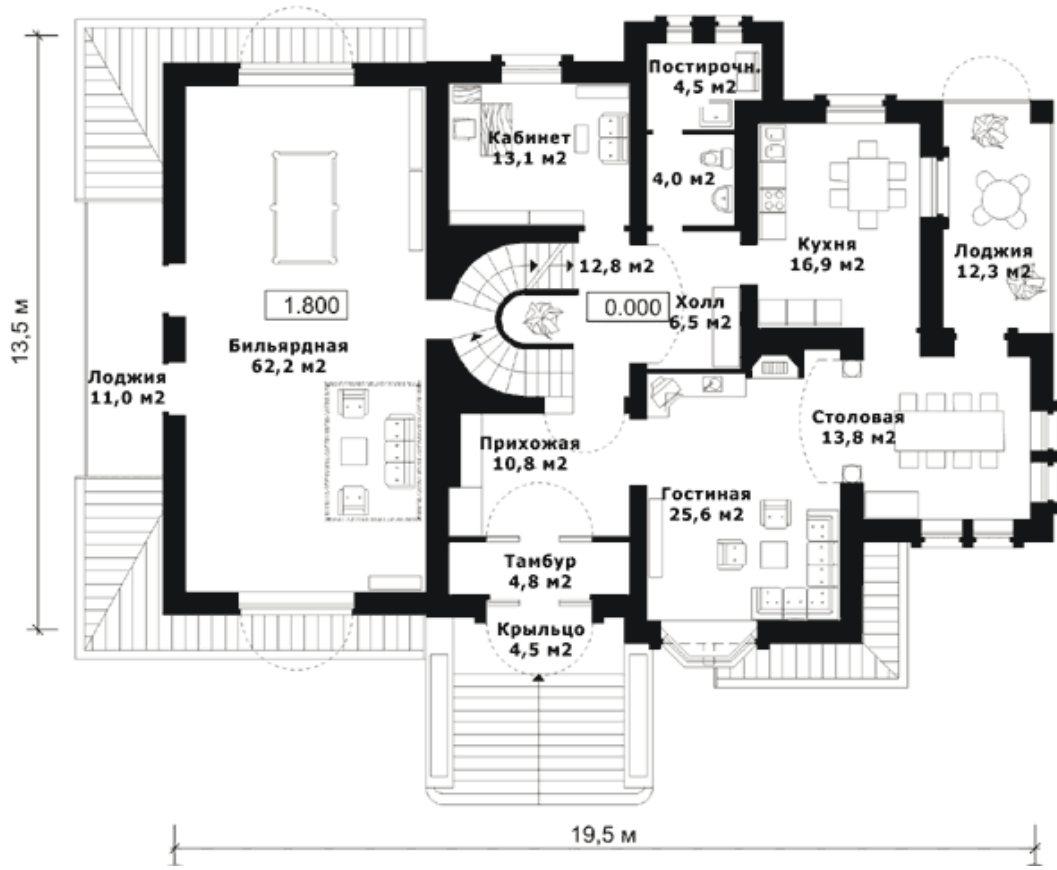 Постирочн.
4,5 м2
Кабинет
13,1 м2
4,0 м2
Кухня
16,9 м2
Лоджия
12,3 м2
12,8 м2
1.800
0.000
Холл
6,5 м2
13,5 м
Бильярдная
62,2 м2
Лоджия
11,0 м2
Столовая
13,8 м2
Прихожая
10,8 м2
Гостиная
25,6 м2
Тамбур
4,8 м2
Крыльцо
4,5 м2
19,5 м